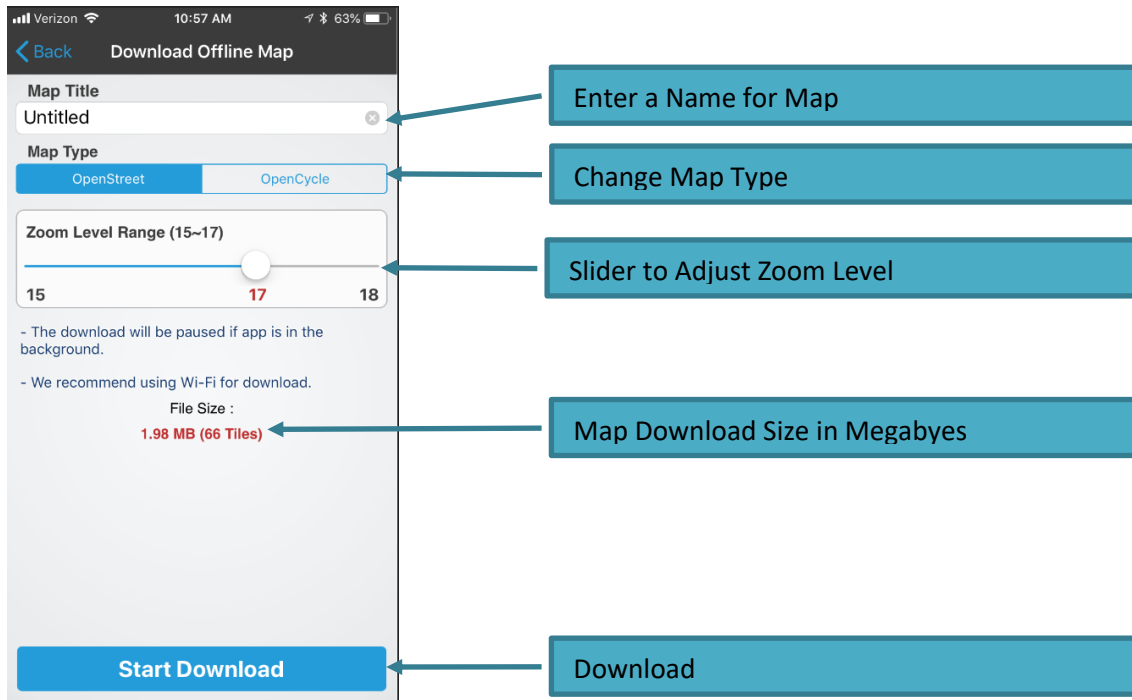 Verizon 10:57 AM 63%
Back Download Offline Map
Map Title
Untitled
Enter a Name for Map
Map Type
OpenStreet OpenCycle
Change Map Type
Zoom Level Range (15~17)
15 17 18
Slider to Adjust Zoom Level
- The download will be paused if app is in the
background.
- We recommend using Wi-Fi for download.
File Size :
1.98 MB (66 Tiles)
Map Download Size in Megabyes
Start Download
Download